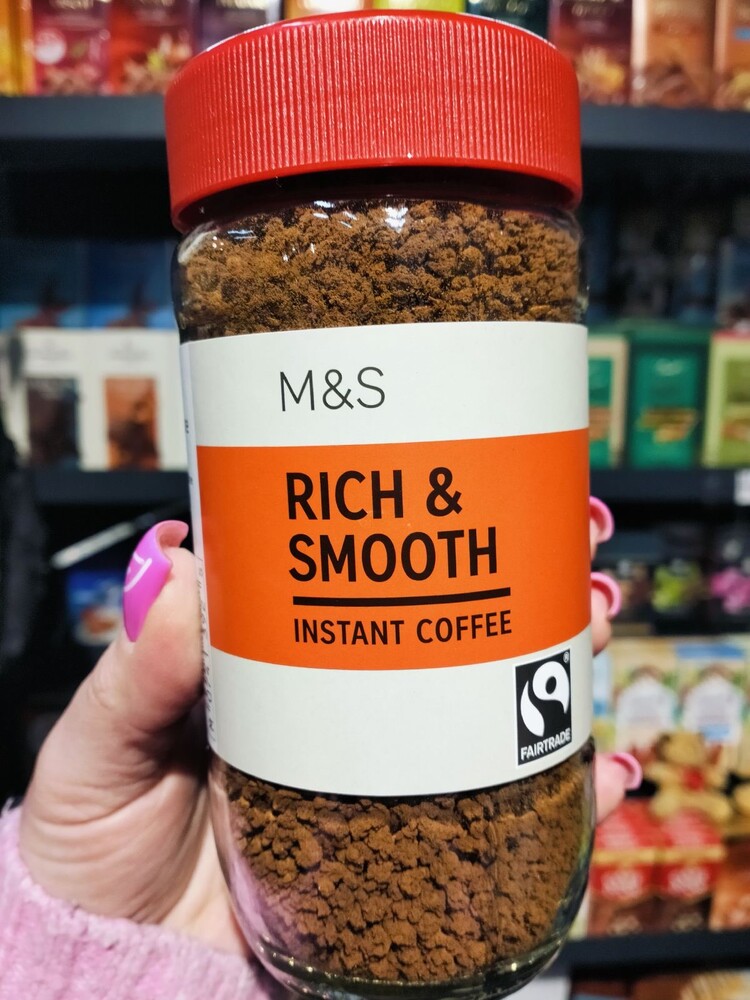 M&S
RICH &
SMOOTH
INSTANT COFFEE
FAIRTRADE
®